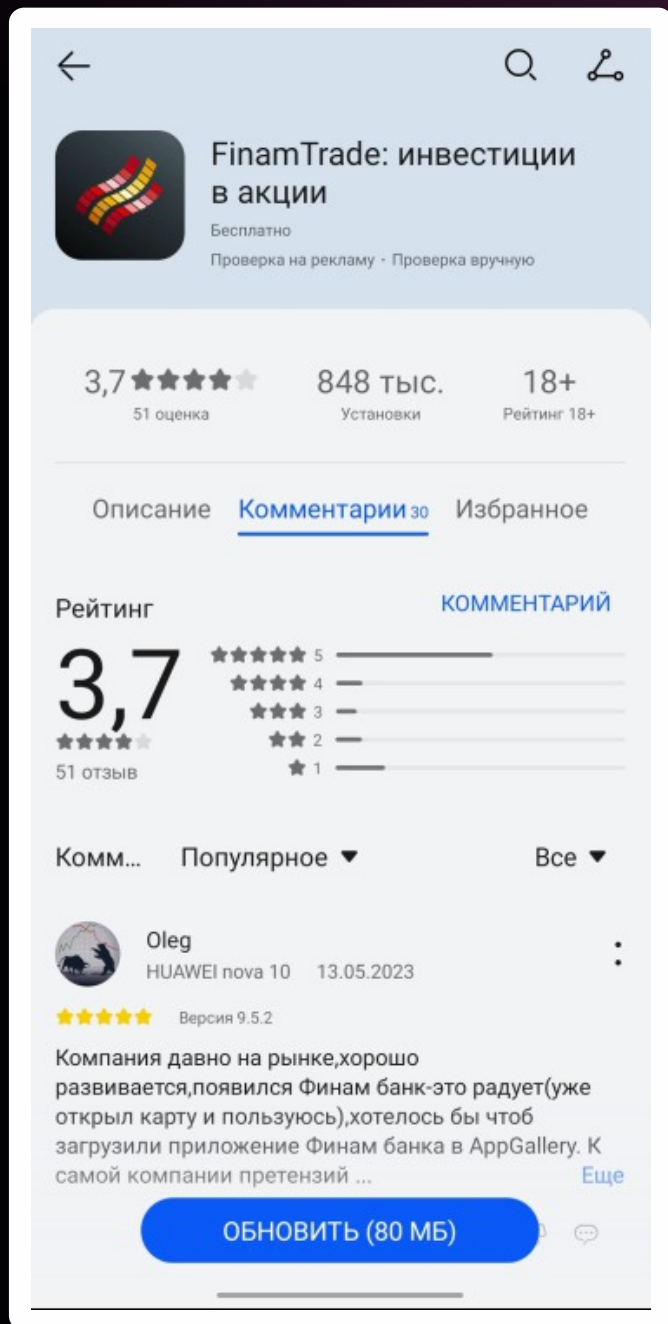 FinamTrade: инвестиции
в акции
Бесплатно
Проверка на рекламу · Проверка вручную
3,7
848 тыс.
18+
51 оценка
Установки
Рейтинг 18+
Описание
Комментарии 30
Избранное
Рейтинг
КОММЕНТАРИЙ
3,7
51 отзыв
5
4
3
2
1
Комм...
Популярное
Все
Oleg
HUAWEI nova 10 13.05.2023
Версия 9.5.2
Компания давно на рынке,хорошо
развивается,появился Финам банк-это радует(уже
открыл карту и пользуюсь),хотелось бы чтоб
загрузили приложение Финам банка в AppGallery. К
самой компании претензий ...
Еще
ОБНОВИТЬ (80 МБ)